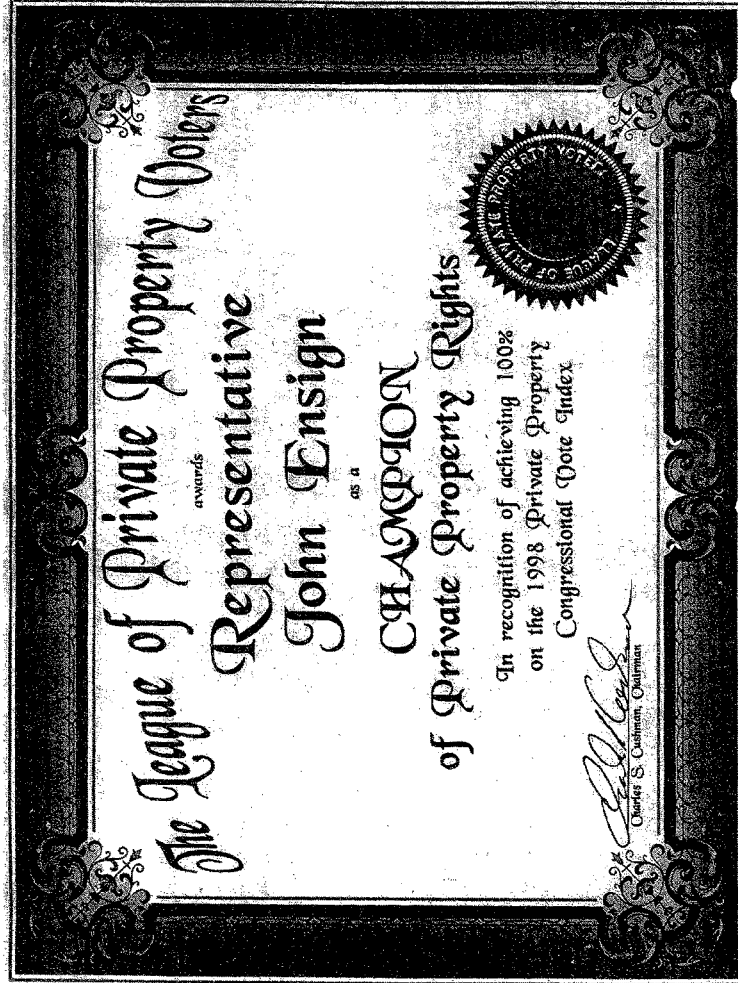 The League of Private Property Voters
awards
Representative
John Ensign
as a
CHAMPION
of Private Property Rights
In recognition of achieving 100%
on the 1998 Private Property
Congressional Vote Index
LEAGUE OF PRIVATE PROPERTY VOTERS
Charles S. Cushman, Chairman